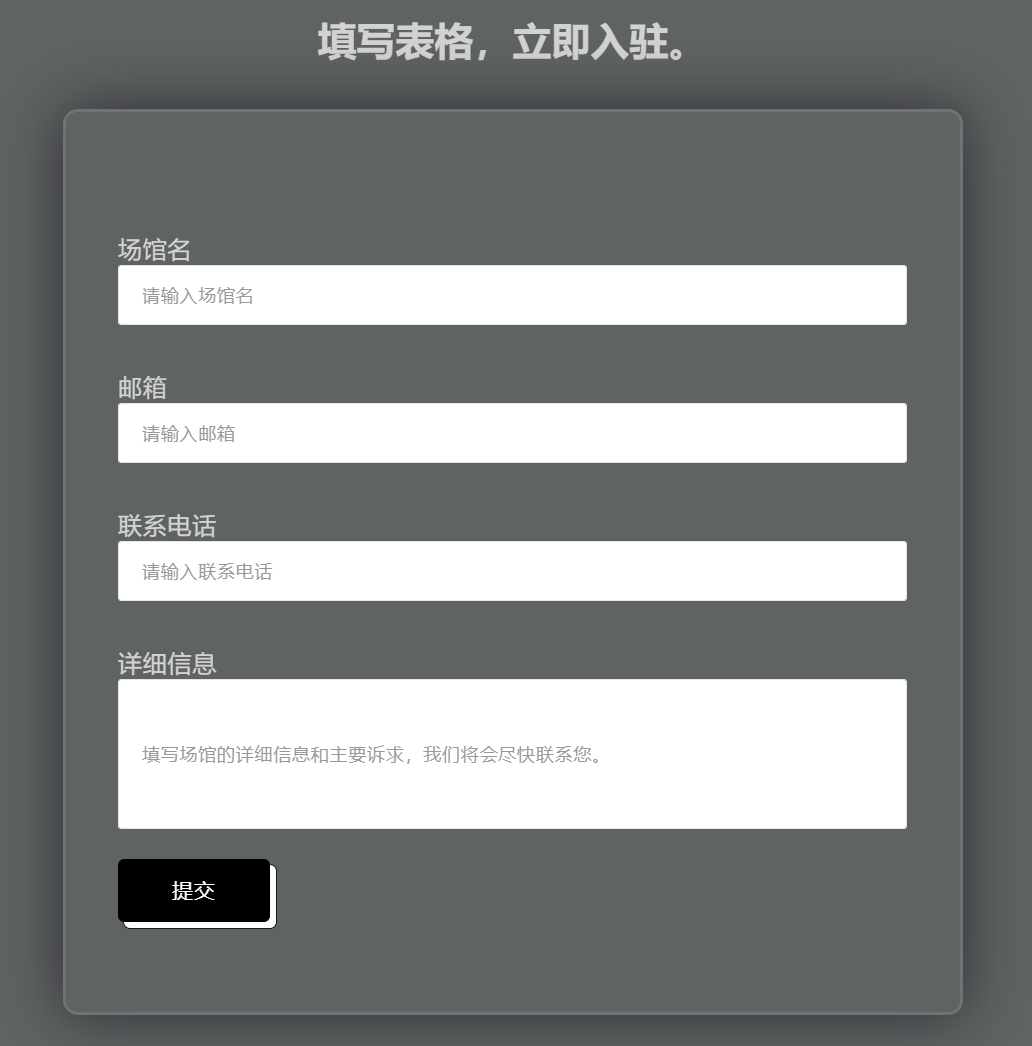 填写表格，立即入驻。
场馆名
请输入场馆名
邮箱
请输入邮箱
联系电话
请输入联系电话
详细信息
填写场馆的详细信息和主要诉求，我们将会尽快联系您。
提交